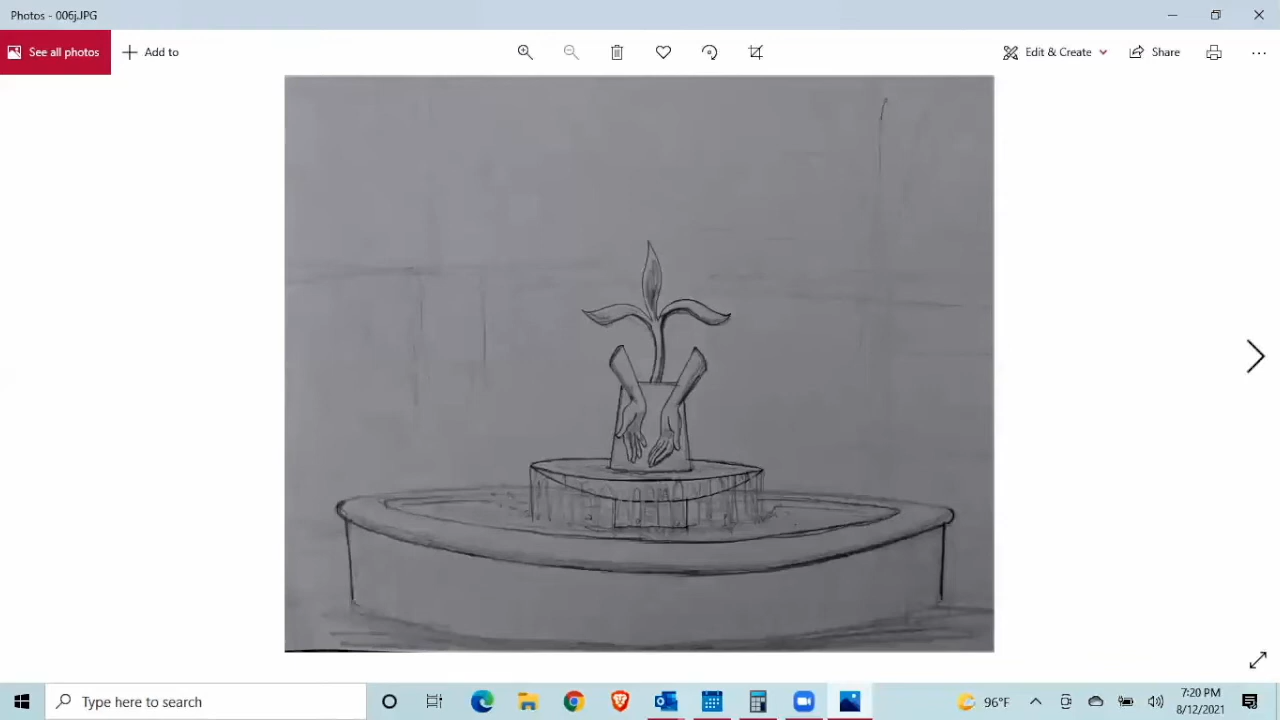 Photos - 006j.JPG
See all photos
Add to
Edit & Create
Share
Type here to search
96°F
7:20 PM
8/12/2021